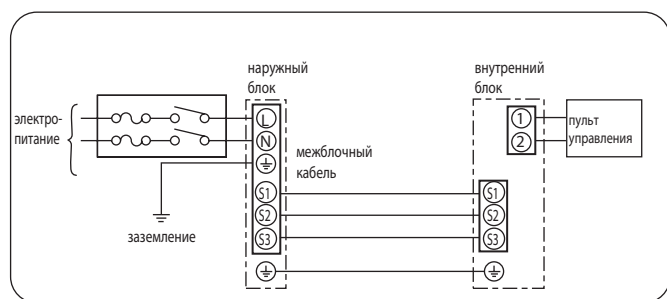 наружный
блок
внутренний
блок
электро-
питание
L
N
S1
S2
S3
заземление
межблочный
кабель
1
2
пульт
управления
S1
S2
S3